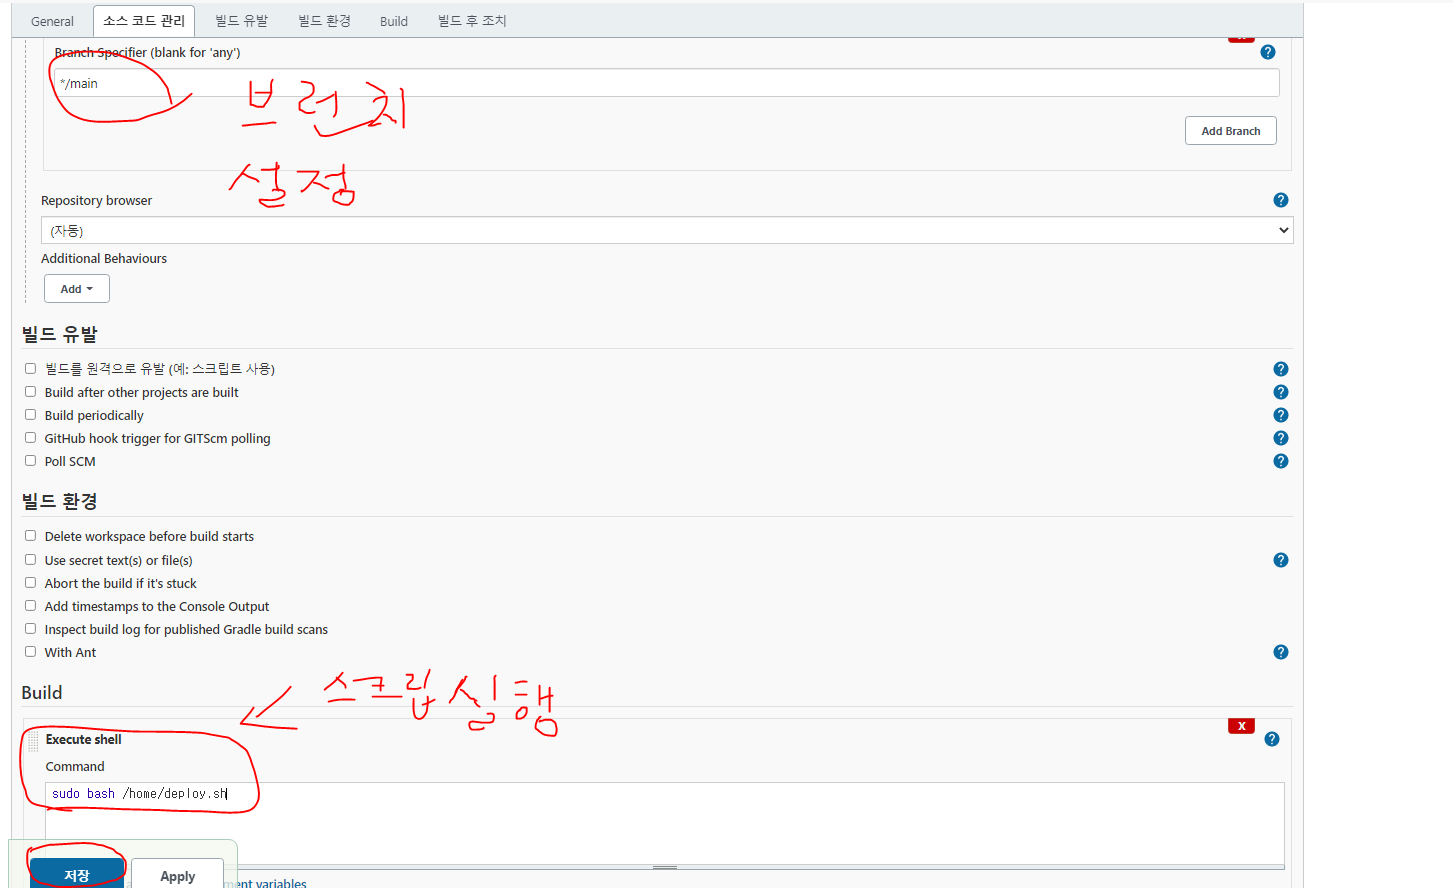 General 소스 코드 관리 빌드 유발 빌드 환경 Build 빌드 후 조치
Branch Specifier (blank for 'any')
*/main
브런치
설정
Add Branch
Repository browser
(자동)
Additional Behaviours
Add
빌드 유발
빌드를 원격으로 유발 (예: 스크립트 사용)
Build after other projects are built
Build periodically
GitHub hook trigger for GITScm polling
Poll SCM
빌드 환경
Delete workspace before build starts
Use secret text(s) or file(s)
Abort the build if it's stuck
Add timestamps to the Console Output
Inspect build log for published Gradle build scans
With Ant
스크립실행
Build
X
Execute shell
Command
sudo bash /home/deploy.sh
저장 Apply
variables